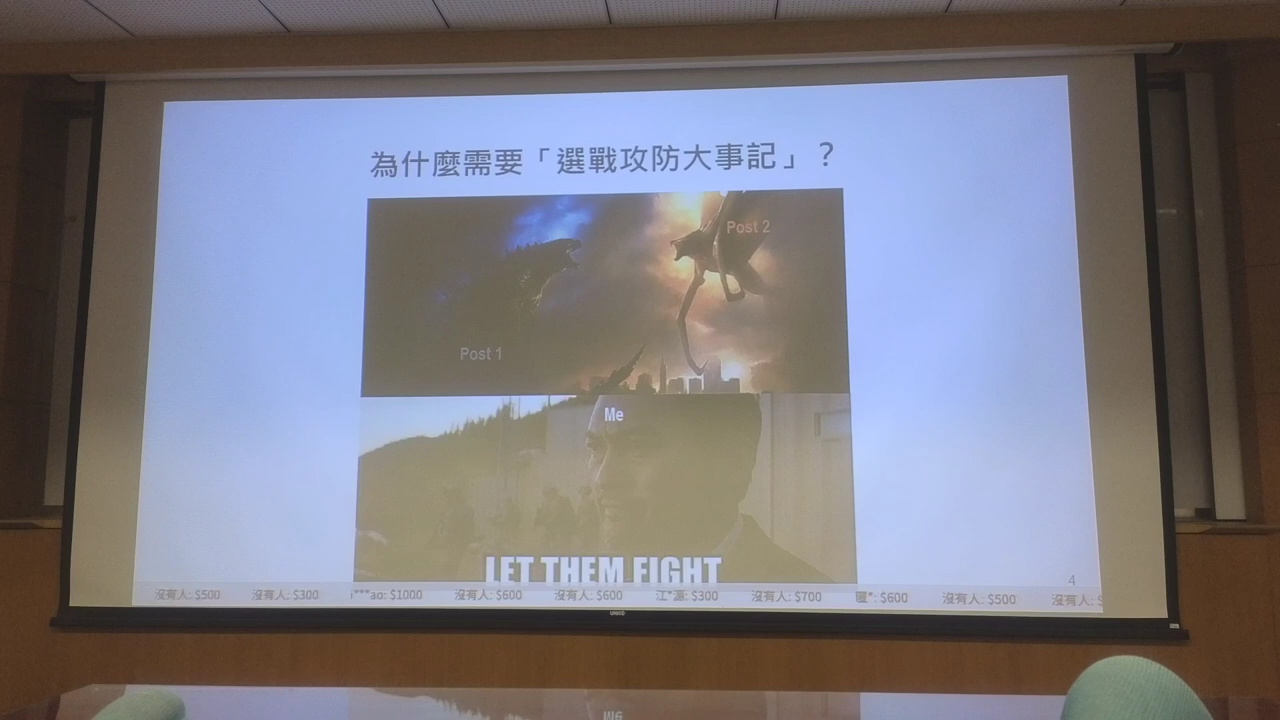 為什麼需要「選戰攻防大事記」？
Post 2
Post 1
Me
LET THEM FIGHT
4
沒有人: $500 沒有人: $300 ***ao: $1000 沒有人: $600 沒有人: $600 江*源: $300 沒有人: $700 匿*: $600 沒有人: $500 沒有人: $